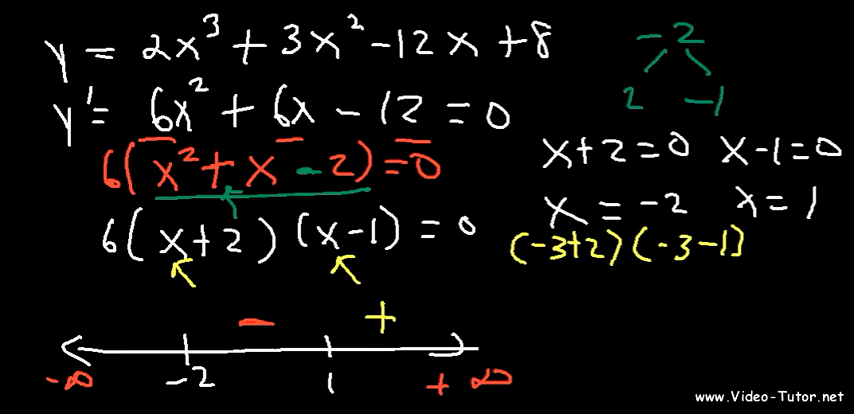 y = 2x³ + 3x² -12x + 8
y' = 6x² + 6x - 12 = 0
6(x² + x - 2) = 0
6(x+2)(x-1) = 0
-2
2 -1
x+2=0 x-1=0
x = -2 x = 1
(-3+2)(-3-1)
- +
-2 1
-∞ + ∞
www.Video-Tutor.net